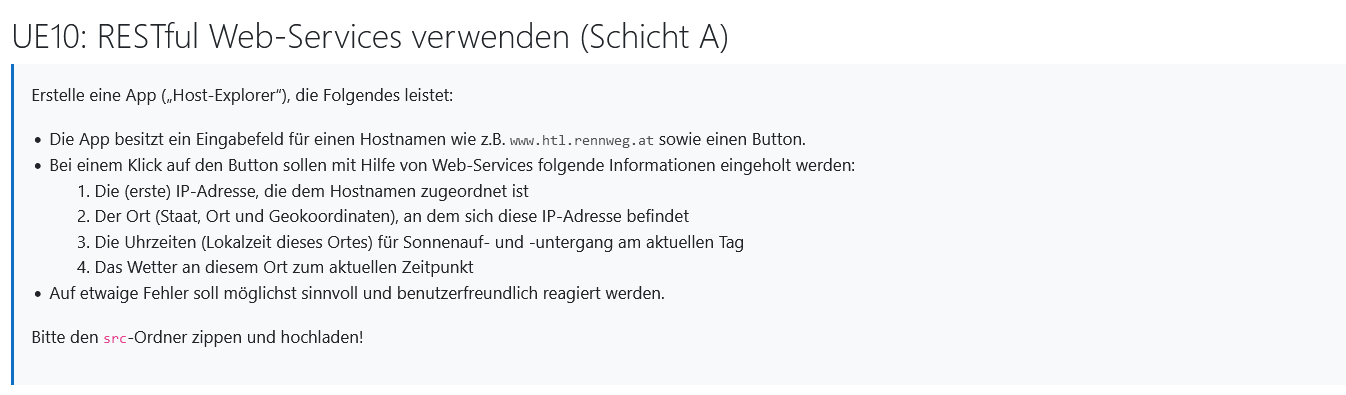 UE10: RESTful Web-Services verwenden (Schicht A)
Erstelle eine App („Host-Explorer“), die Folgendes leistet:
• Die App besitzt ein Eingabefeld für einen Hostnamen wie z.B. www.htl.rennweg.at sowie einen Button.
• Bei einem Klick auf den Button sollen mit Hilfe von Web-Services folgende Informationen eingeholt werden:
1. Die (erste) IP-Adresse, die dem Hostnamen zugeordnet ist
2. Der Ort (Staat, Ort und Geokoordinaten), an dem sich diese IP-Adresse befindet
3. Die Uhrzeiten (Lokalzeit dieses Ortes) für Sonnenauf- und -untergang am aktuellen Tag
4. Das Wetter an diesem Ort zum aktuellen Zeitpunkt
• Auf etwaige Fehler soll möglichst sinnvoll und benutzerfreundlich reagiert werden.
Bitte den src-Ordner zippen und hochladen!